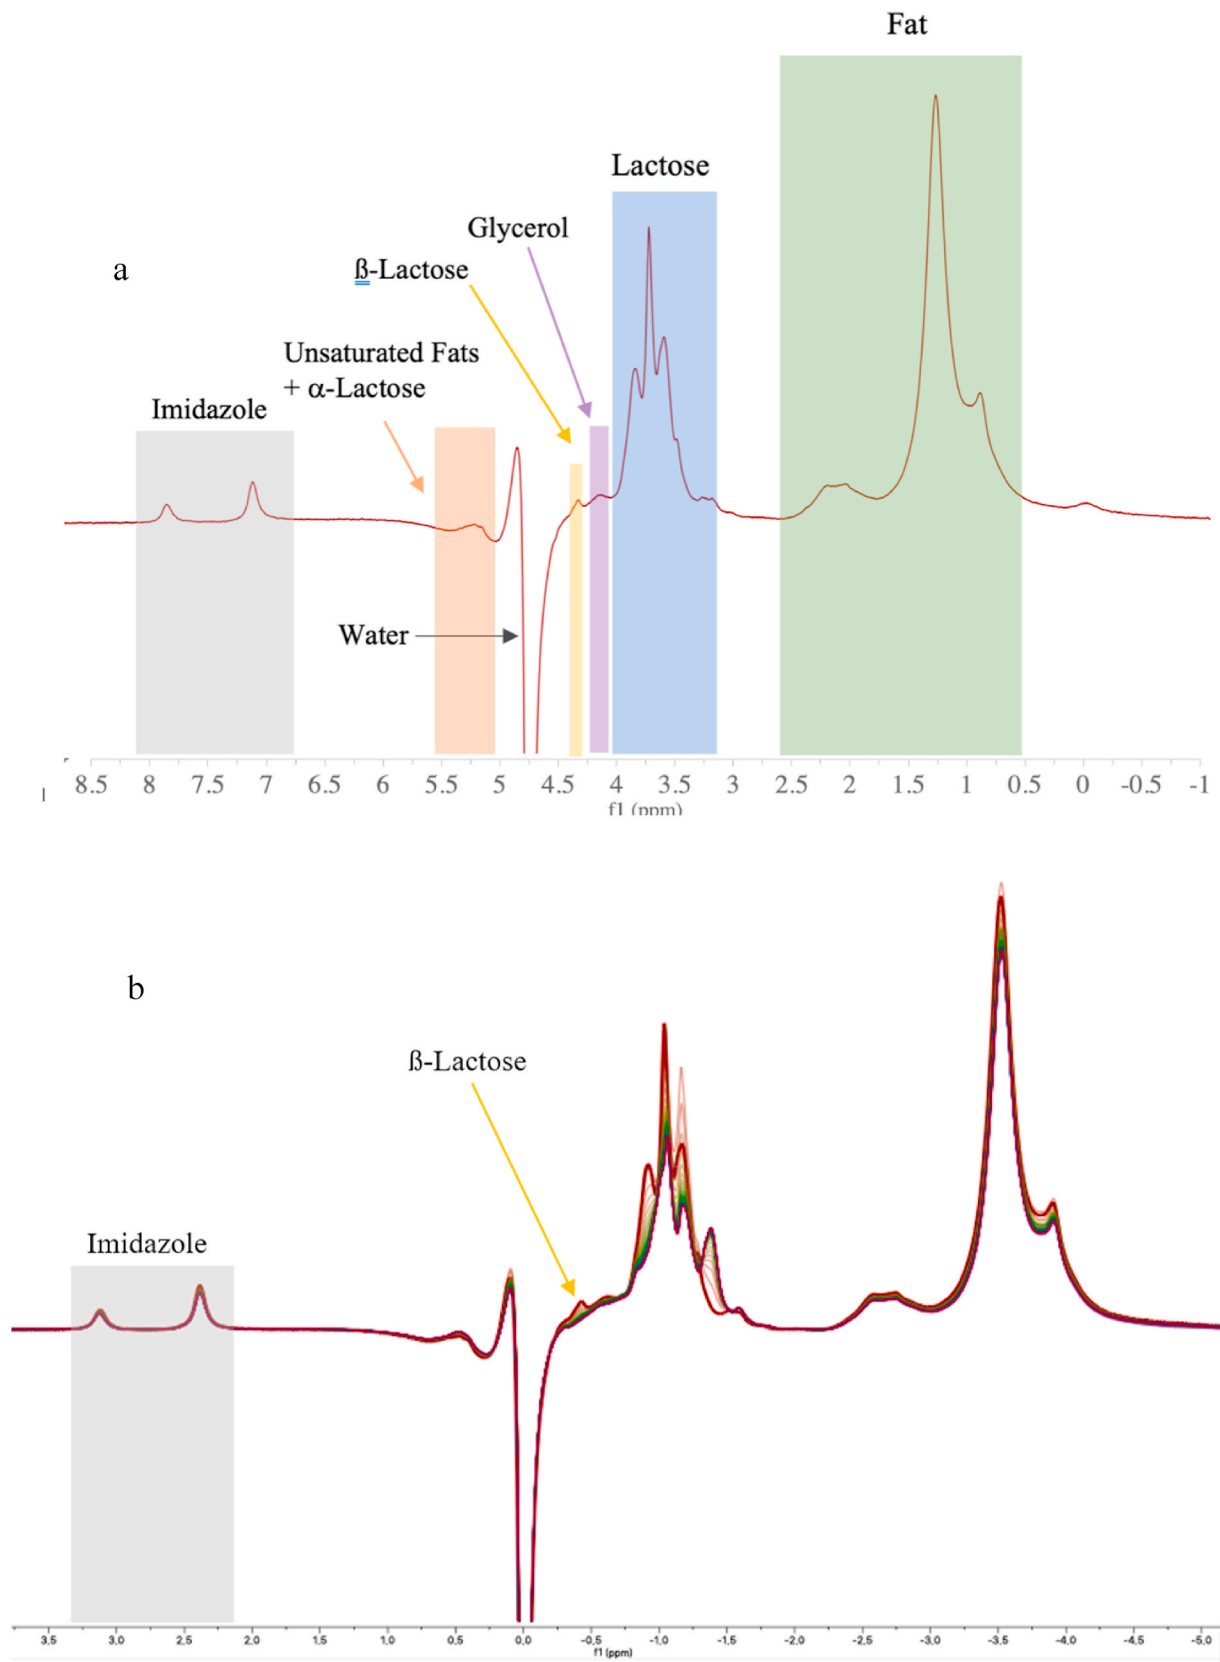 Fat
Lactose
Glycerol
a
ß-Lactose
Unsaturated Fats
+ α-Lactose
Imidazole
Water
8.5 8 7.5 7 6.5 6 5.5 5 4.5 4 3.5 3 2.5 2 1.5 1 0.5 0 -0.5 -1
f1 (ppm)
b
ß-Lactose
Imidazole
3.5 3.0 2.5 2.0 1.5 1.0 0.5 0.0 -0.5 -1.0 -1.5 -2.0 -2.5 -3.0 -3.5 -4.0 -4.5 -5.0
f1 (ppm)